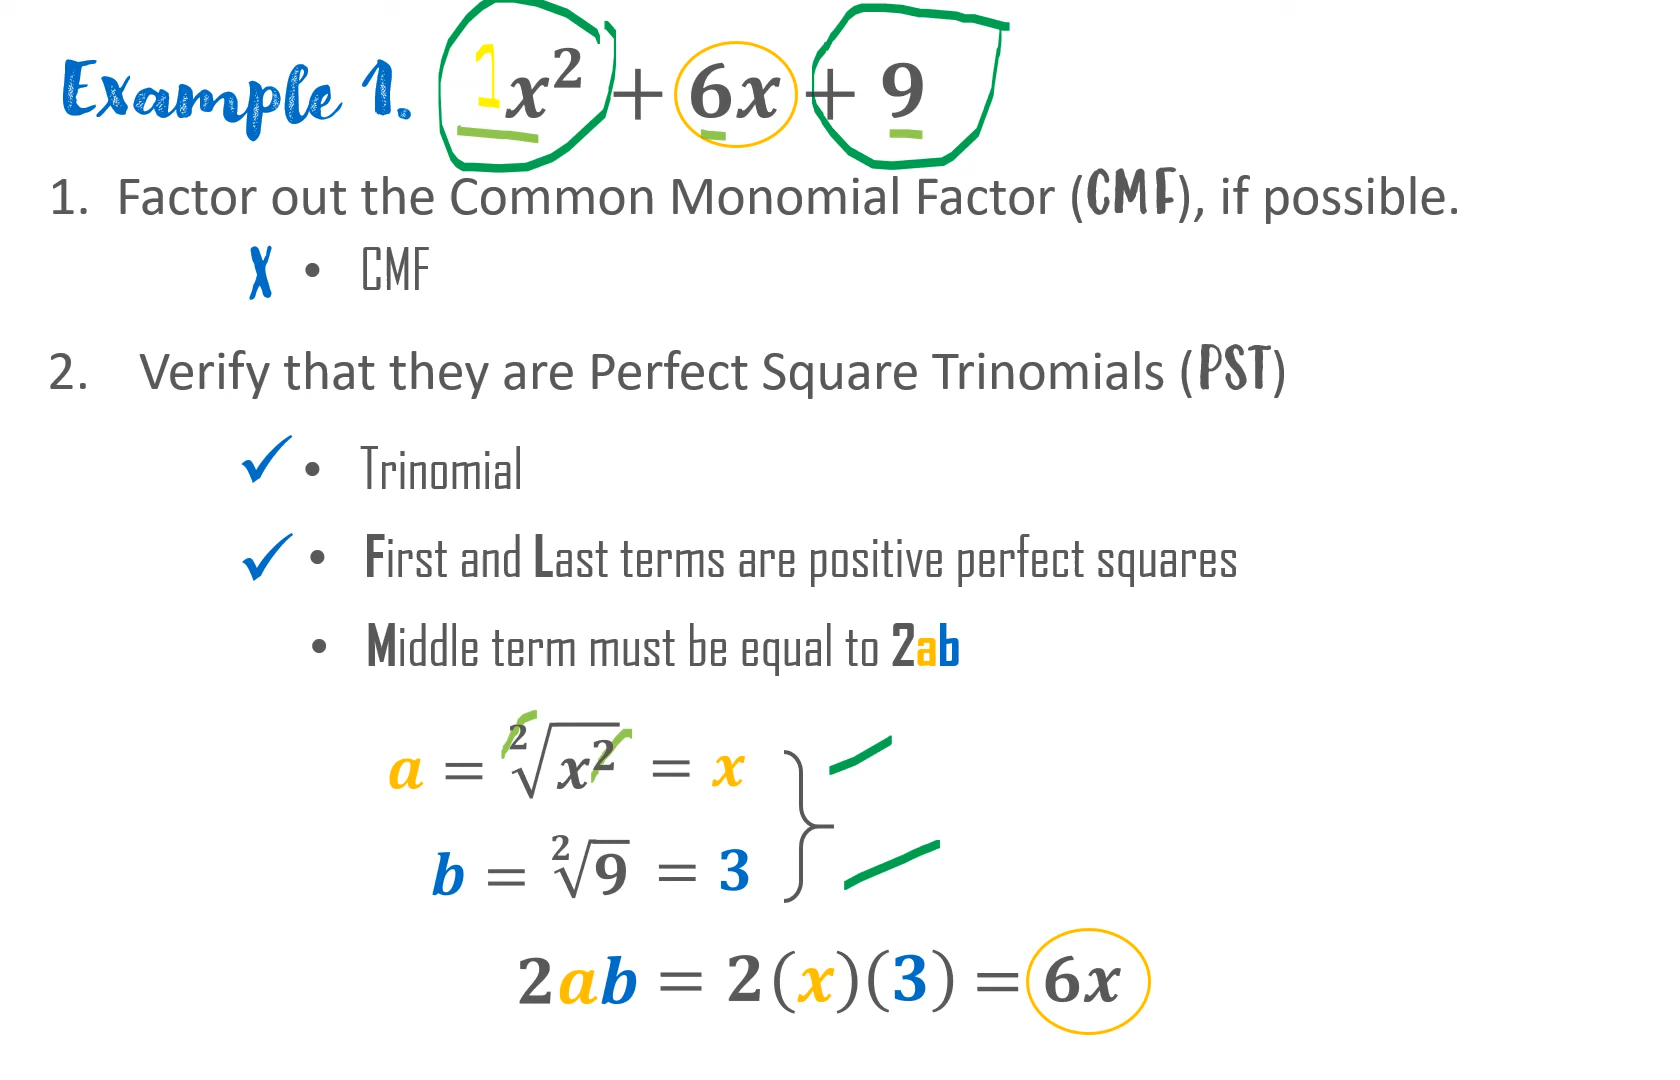 Example 1. 1x² + 6x + 9
1. Factor out the Common Monomial Factor (CMF), if possible.
X • CMF
2. Verify that they are Perfect Square Trinomials (PST)
✓ • Trinomial
✓ • First and Last terms are positive perfect squares
• Middle term must be equal to 2ab
a = ²√x² = x
b = ²√9 = 3
2ab = 2(x)(3) = 6x